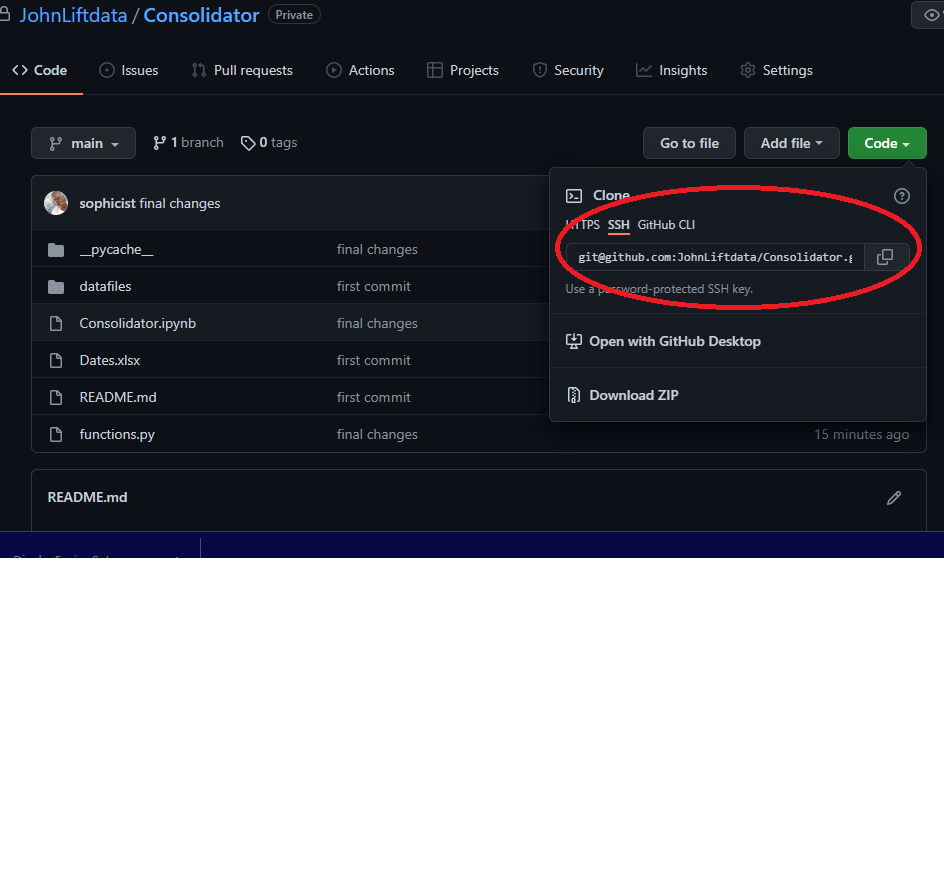 JohnLiftdata / Consolidator Private
Code Issues Pull requests Actions Projects Security Insights Settings
main 1 branch 0 tags Go to file Add file Code
sophicist final changes
Clone
HTTPS SSH GitHub CLI
git@github.com:JohnLiftdata/Consolidator.g
Use a password-protected SSH key.
Open with GitHub Desktop
Download ZIP
__pycache__ final changes
datafiles first commit
Consolidator.ipynb final changes
Dates.xlsx first commit
README.md first commit
functions.py final changes 15 minutes ago
README.md